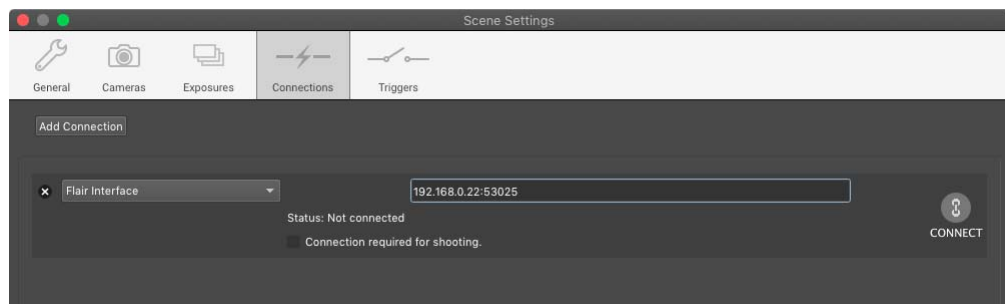 Scene Settings
General
Cameras
Exposures
Connections
Triggers
Add Connection
Flair Interface
192.168.0.22:53025
Status: Not connected
Connection required for shooting.
CONNECT